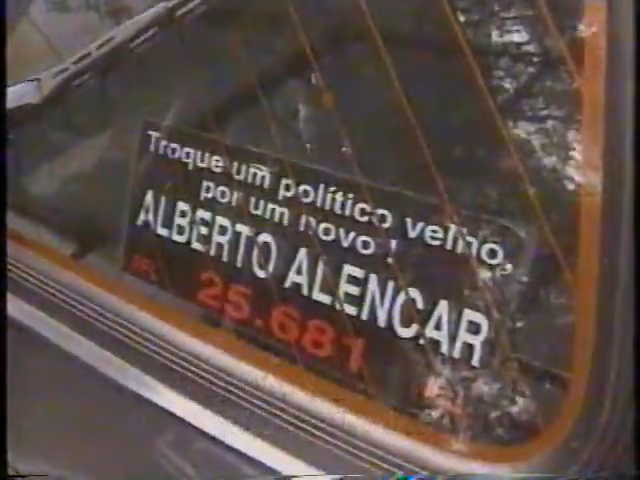 Troque um político velho,
por um novo !
ALBERTO ALENCAR
25.681